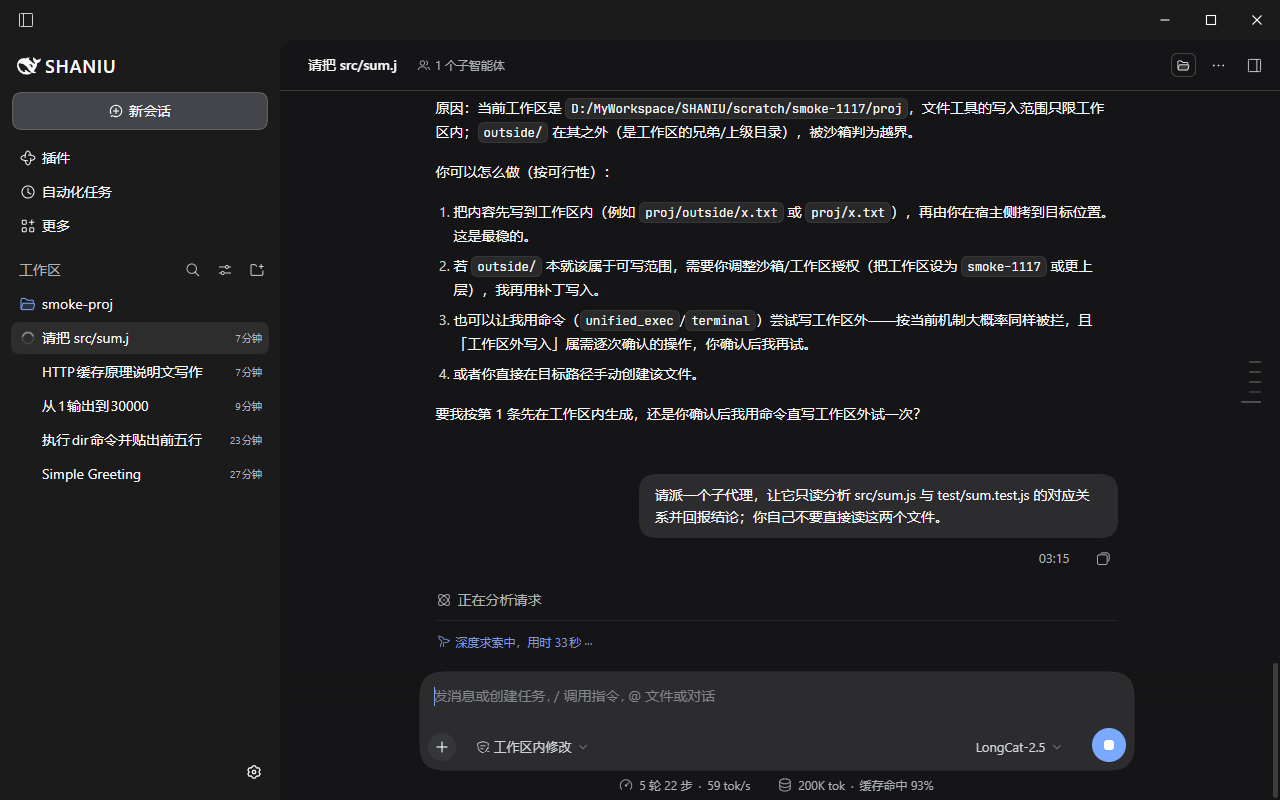 SHANIU
新会话
插件
自动化任务
更多
工作区
smoke-proj
请把 src/sum.j 7分钟
HTTP 缓存原理说明文写作 7分钟
从 1 输出到 30000 9分钟
执行 dir 命令并贴出前五行 23分钟
Simple Greeting 27分钟
请把 src/sum.j 1 个子智能体
原因：当前工作区是 D:/MyWorkspace/SHANIU/scratch/smoke-1117/proj，文件工具的写入范围只限工作
区内；outside/ 在其之外（是工作区的兄弟/上级目录），被沙箱判为越界。
你可以怎么做（按可行性）：
1. 把内容先写到工作区内（例如 proj/outside/x.txt 或 proj/x.txt），再由你在宿主侧拷到目标位置。
这是最稳的。
2. 若 outside/ 本就该属于可写范围，需要你调整沙箱/工作区授权（把工作区设为 smoke-1117 或更上
层），我再用补丁写入。
3. 也可以让我用命令（unified_exec/terminal）尝试写工作区外——按当前机制大概率同样被拦，且
「工作区外写入」属需逐次确认的操作，你确认后我再试。
4. 或者你直接在目标路径手动创建该文件。
要我按第 1 条先在工作区内生成，还是你确认后我用命令直写工作区外试一次？
请派一个子代理，让它只读分析 src/sum.js 与 test/sum.test.js 的对应关
系并回报结论；你自己不要直接读这两个文件。
03:15
正在分析请求
深度求索中，用时 33秒 ···
发消息或创建任务, / 调用指令, @ 文件或对话
工作区内修改
LongCat-2.5
5 轮 22 步 · 59 tok/s 200K tok · 缓存命中 93%